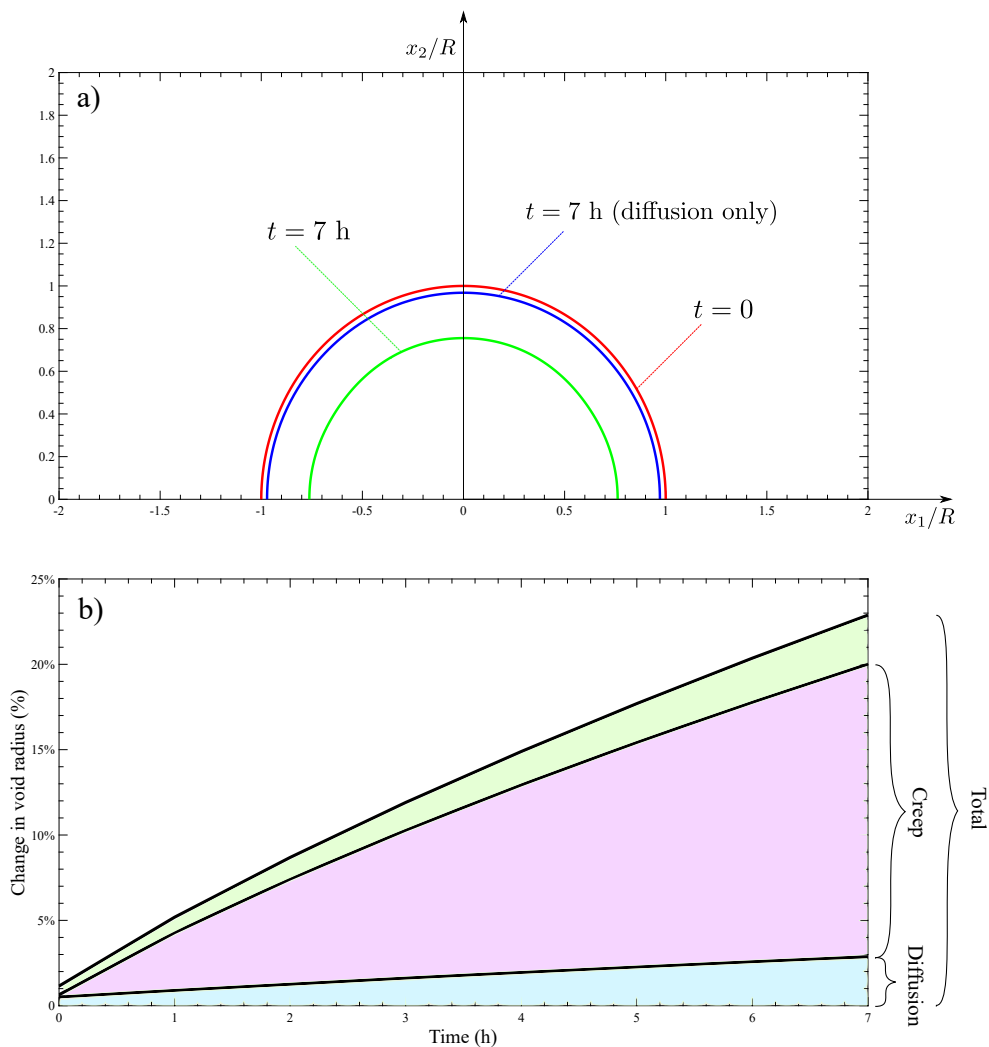 x₂/R
a)
2
1.8
1.6
1.4
1.2
1
0.8
0.6
0.4
0.2
0
t = 7 h (diffusion only)
t = 7 h
t = 0
-2 -1.5 -1 -0.5 0 0.5 1 1.5 2
x₁/R
b)
25%
20%
15%
10%
5%
0
Change in void radius (%)
0 1 2 3 4 5 6 7
Time (h)
Creep
Diffusion
Total